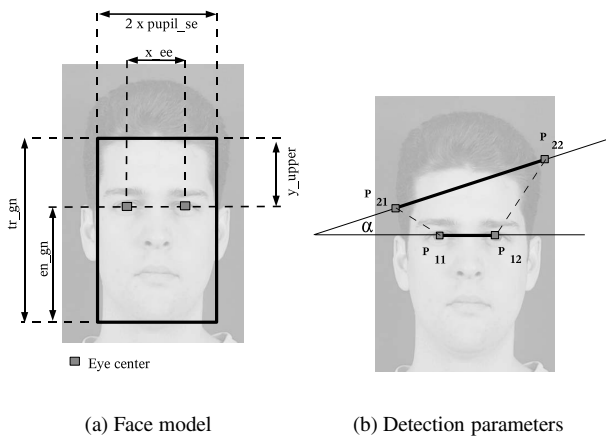 2 x pupil_se
x_ee
y_upper
tr_gn
en_gn
Eye center
(a) Face model
P
22
P
21
α
P
11
P
12
(b) Detection parameters